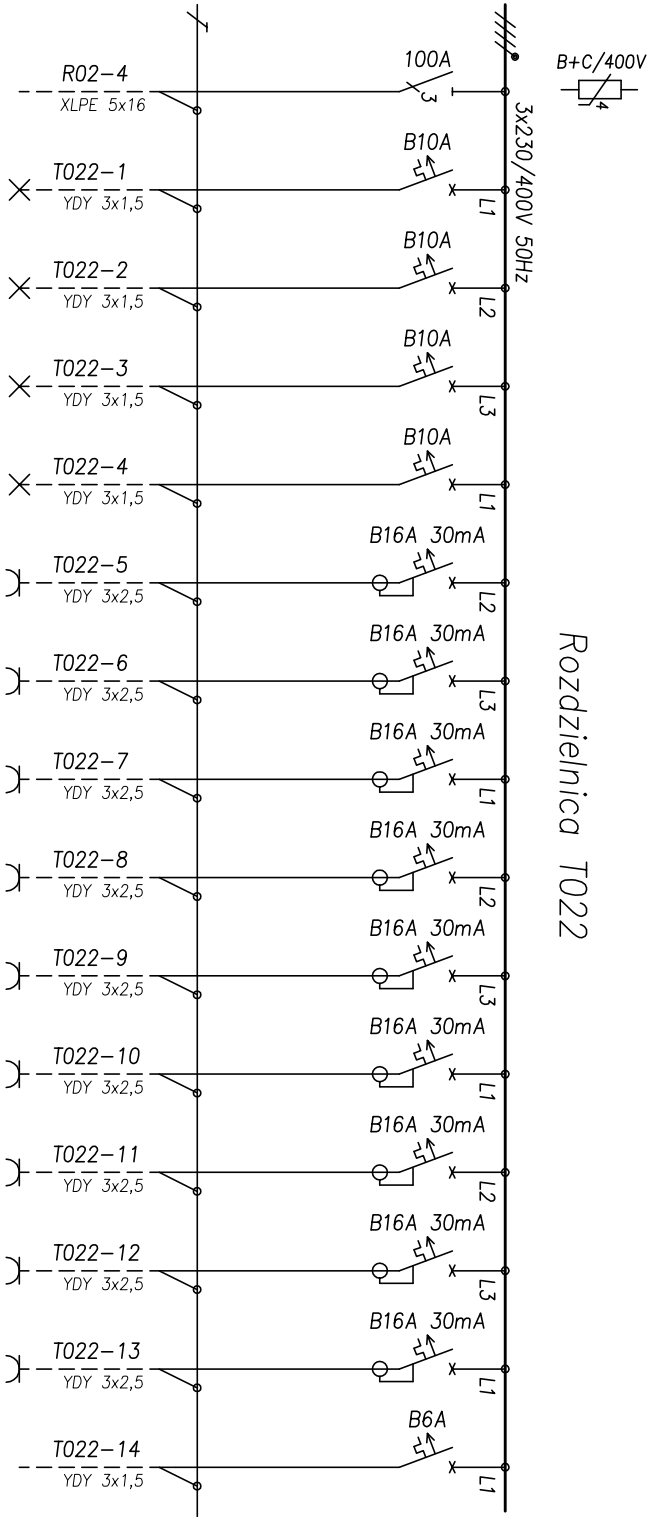 B+C/400V
4
Rozdzielnica T022
3x230/400V 50Hz
R02-4
XLPE 5x16
100A
3
T022-1
YDY 3x1,5
B10A
L1
T022-2
YDY 3x1,5
B10A
L2
T022-3
YDY 3x1,5
B10A
L3
T022-4
YDY 3x1,5
B10A
L1
T022-5
YDY 3x2,5
B16A 30mA
L2
T022-6
YDY 3x2,5
B16A 30mA
L3
T022-7
YDY 3x2,5
B16A 30mA
L1
T022-8
YDY 3x2,5
B16A 30mA
L2
T022-9
YDY 3x2,5
B16A 30mA
L3
T022-10
YDY 3x2,5
B16A 30mA
L1
T022-11
YDY 3x2,5
B16A 30mA
L2
T022-12
YDY 3x2,5
B16A 30mA
L3
T022-13
YDY 3x2,5
B16A 30mA
L1
T022-14
YDY 3x1,5
B6A
L1